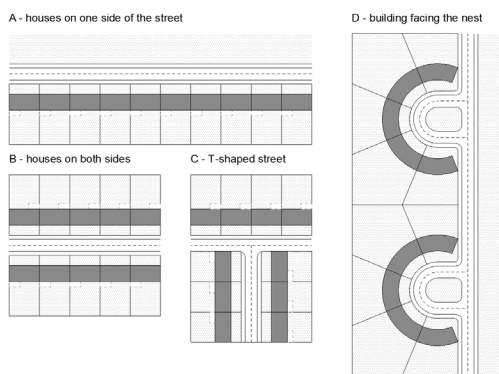 A - houses on one side of the street
D - building facing the nest
B - houses on both sides
C - T-shaped street